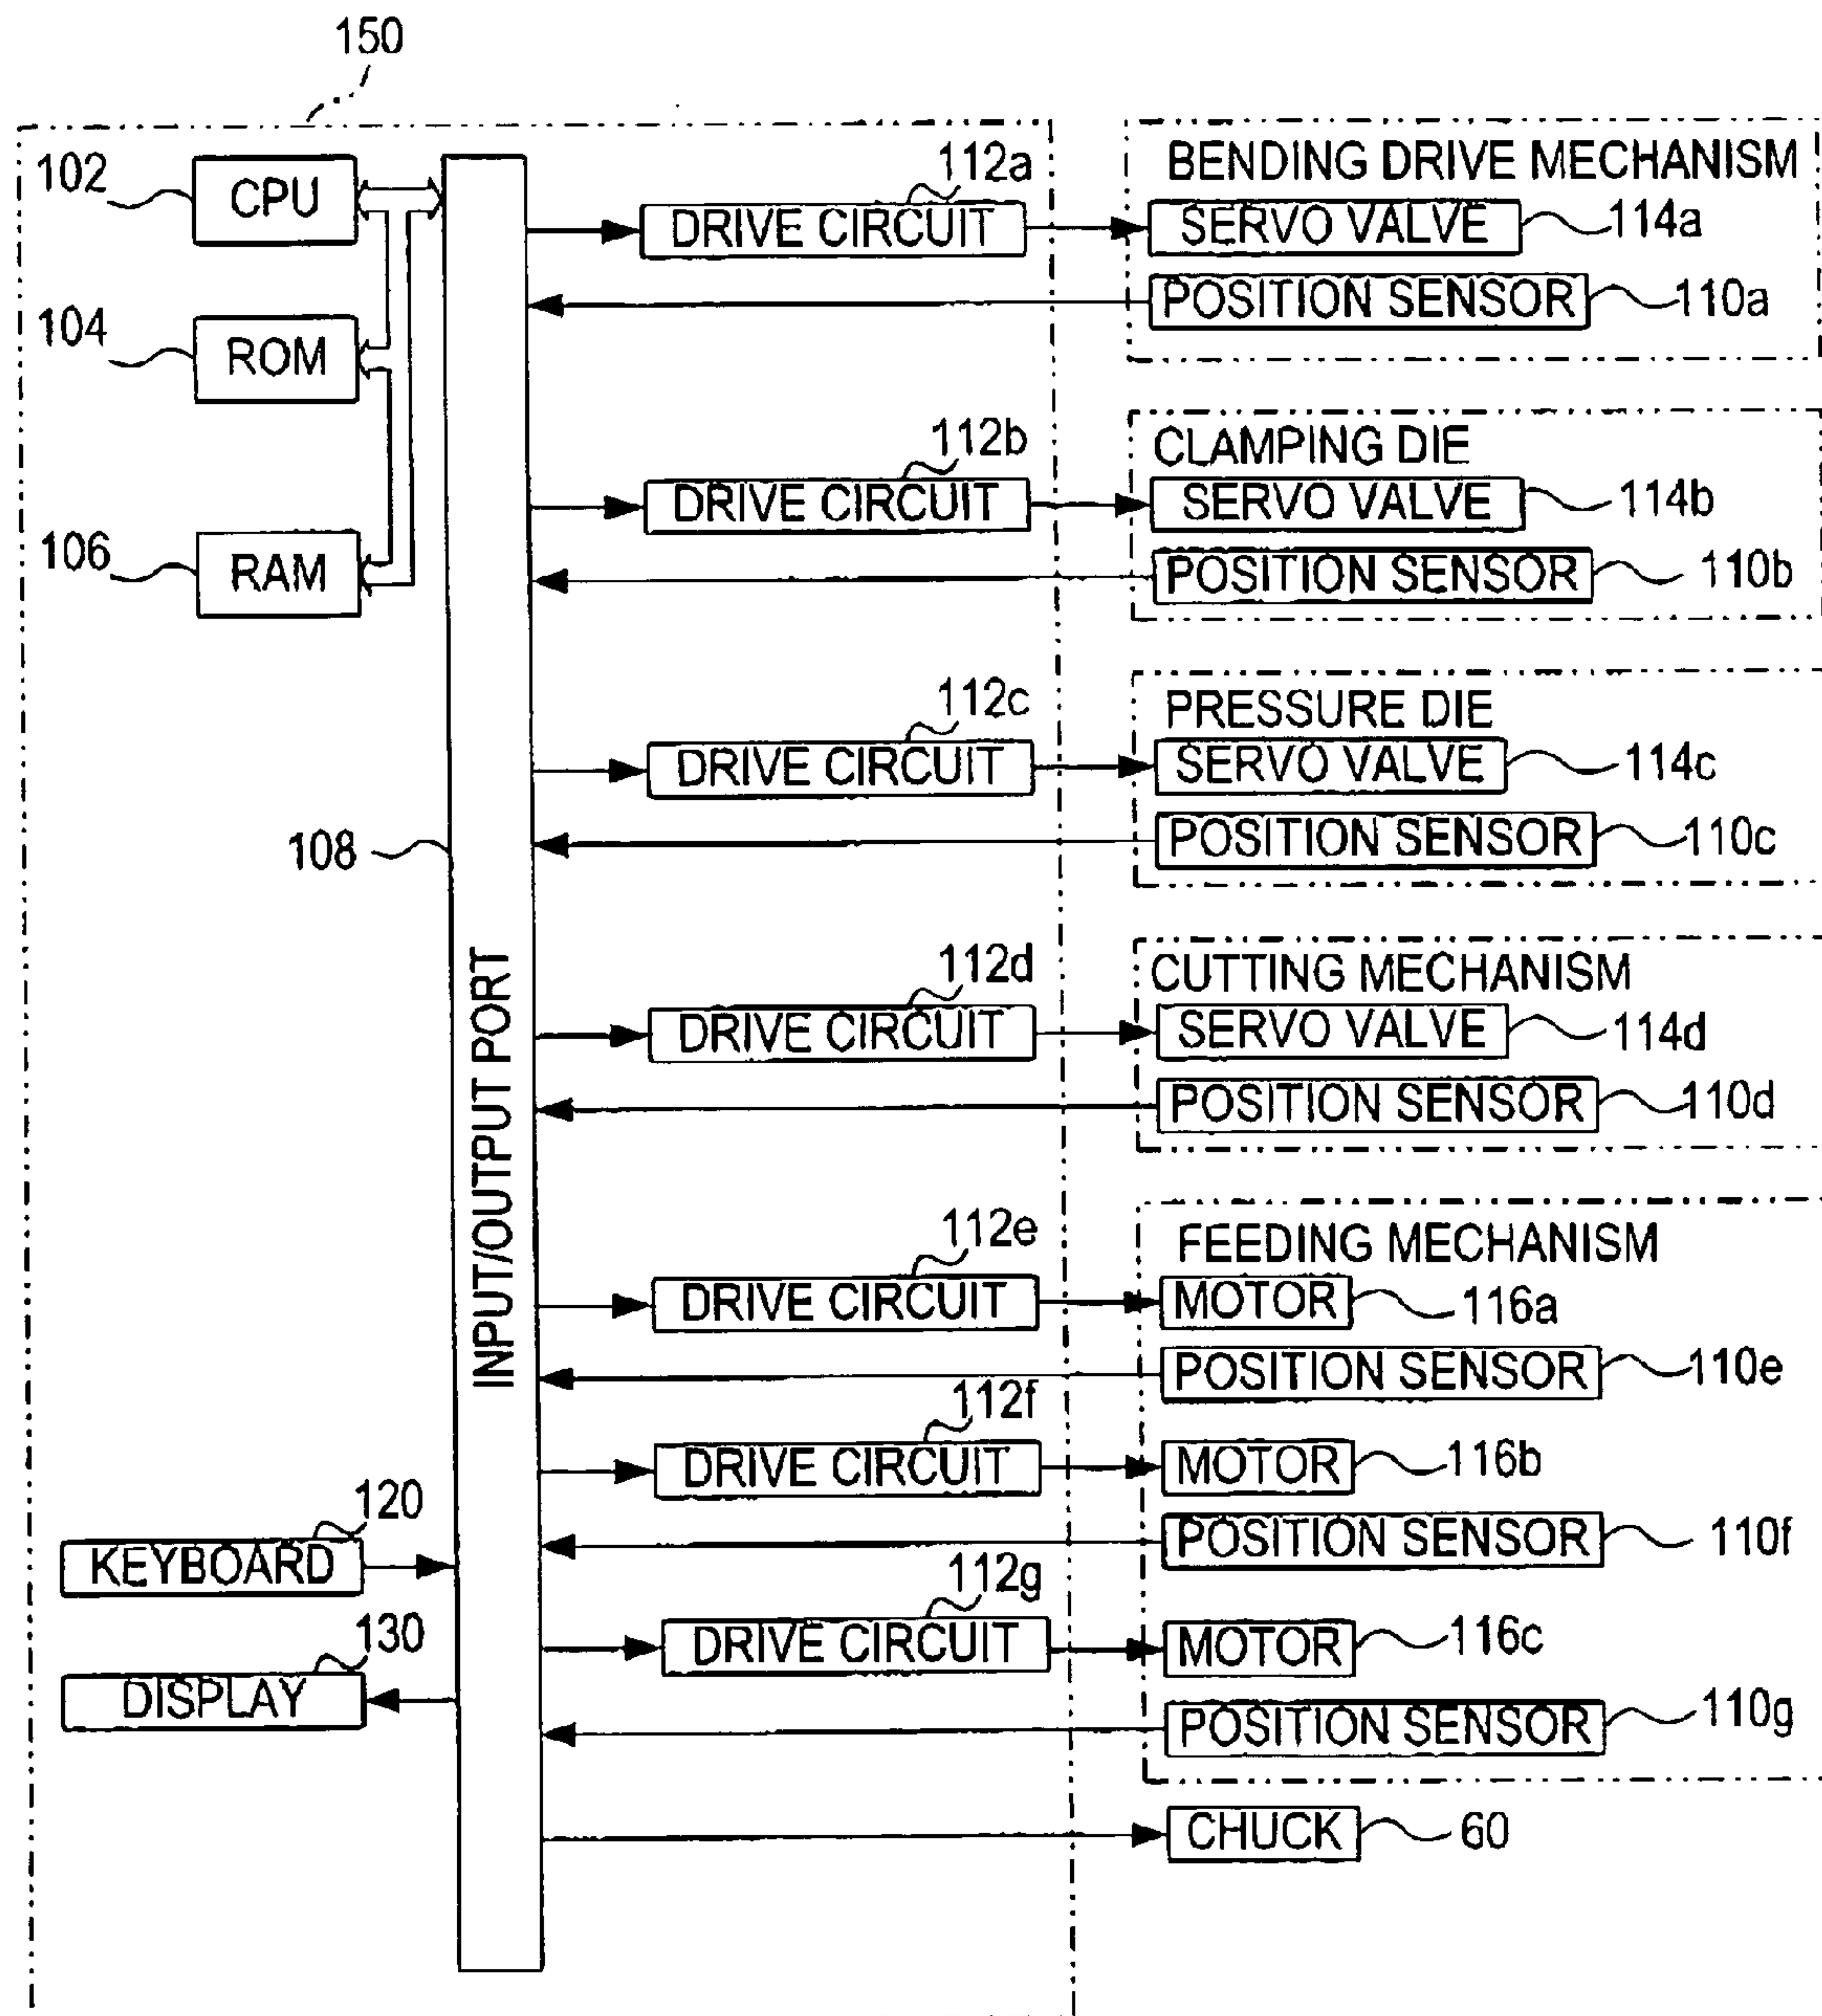 150
102
CPU
112a
BENDING DRIVE MECHANISM
DRIVE CIRCUIT
SERVO VALVE
114a
POSITION SENSOR
110a
104
ROM
112b
CLAMPING DIE
DRIVE CIRCUIT
SERVO VALVE
114b
106
RAM
POSITION SENSOR
110b
112c
PRESSURE DIE
DRIVE CIRCUIT
SERVO VALVE
114c
108
POSITION SENSOR
110c
INPUT/OUTPUT PORT
112d
CUTTING MECHANISM
DRIVE CIRCUIT
SERVO VALVE
114d
POSITION SENSOR
110d
112e
FEEDING MECHANISM
DRIVE CIRCUIT
MOTOR
116a
POSITION SENSOR
110e
112f
DRIVE CIRCUIT
MOTOR
116b
120
KEYBOARD
POSITION SENSOR
110f
112g
DRIVE CIRCUIT
MOTOR
116c
130
DISPLAY
POSITION SENSOR
110g
CHUCK
60